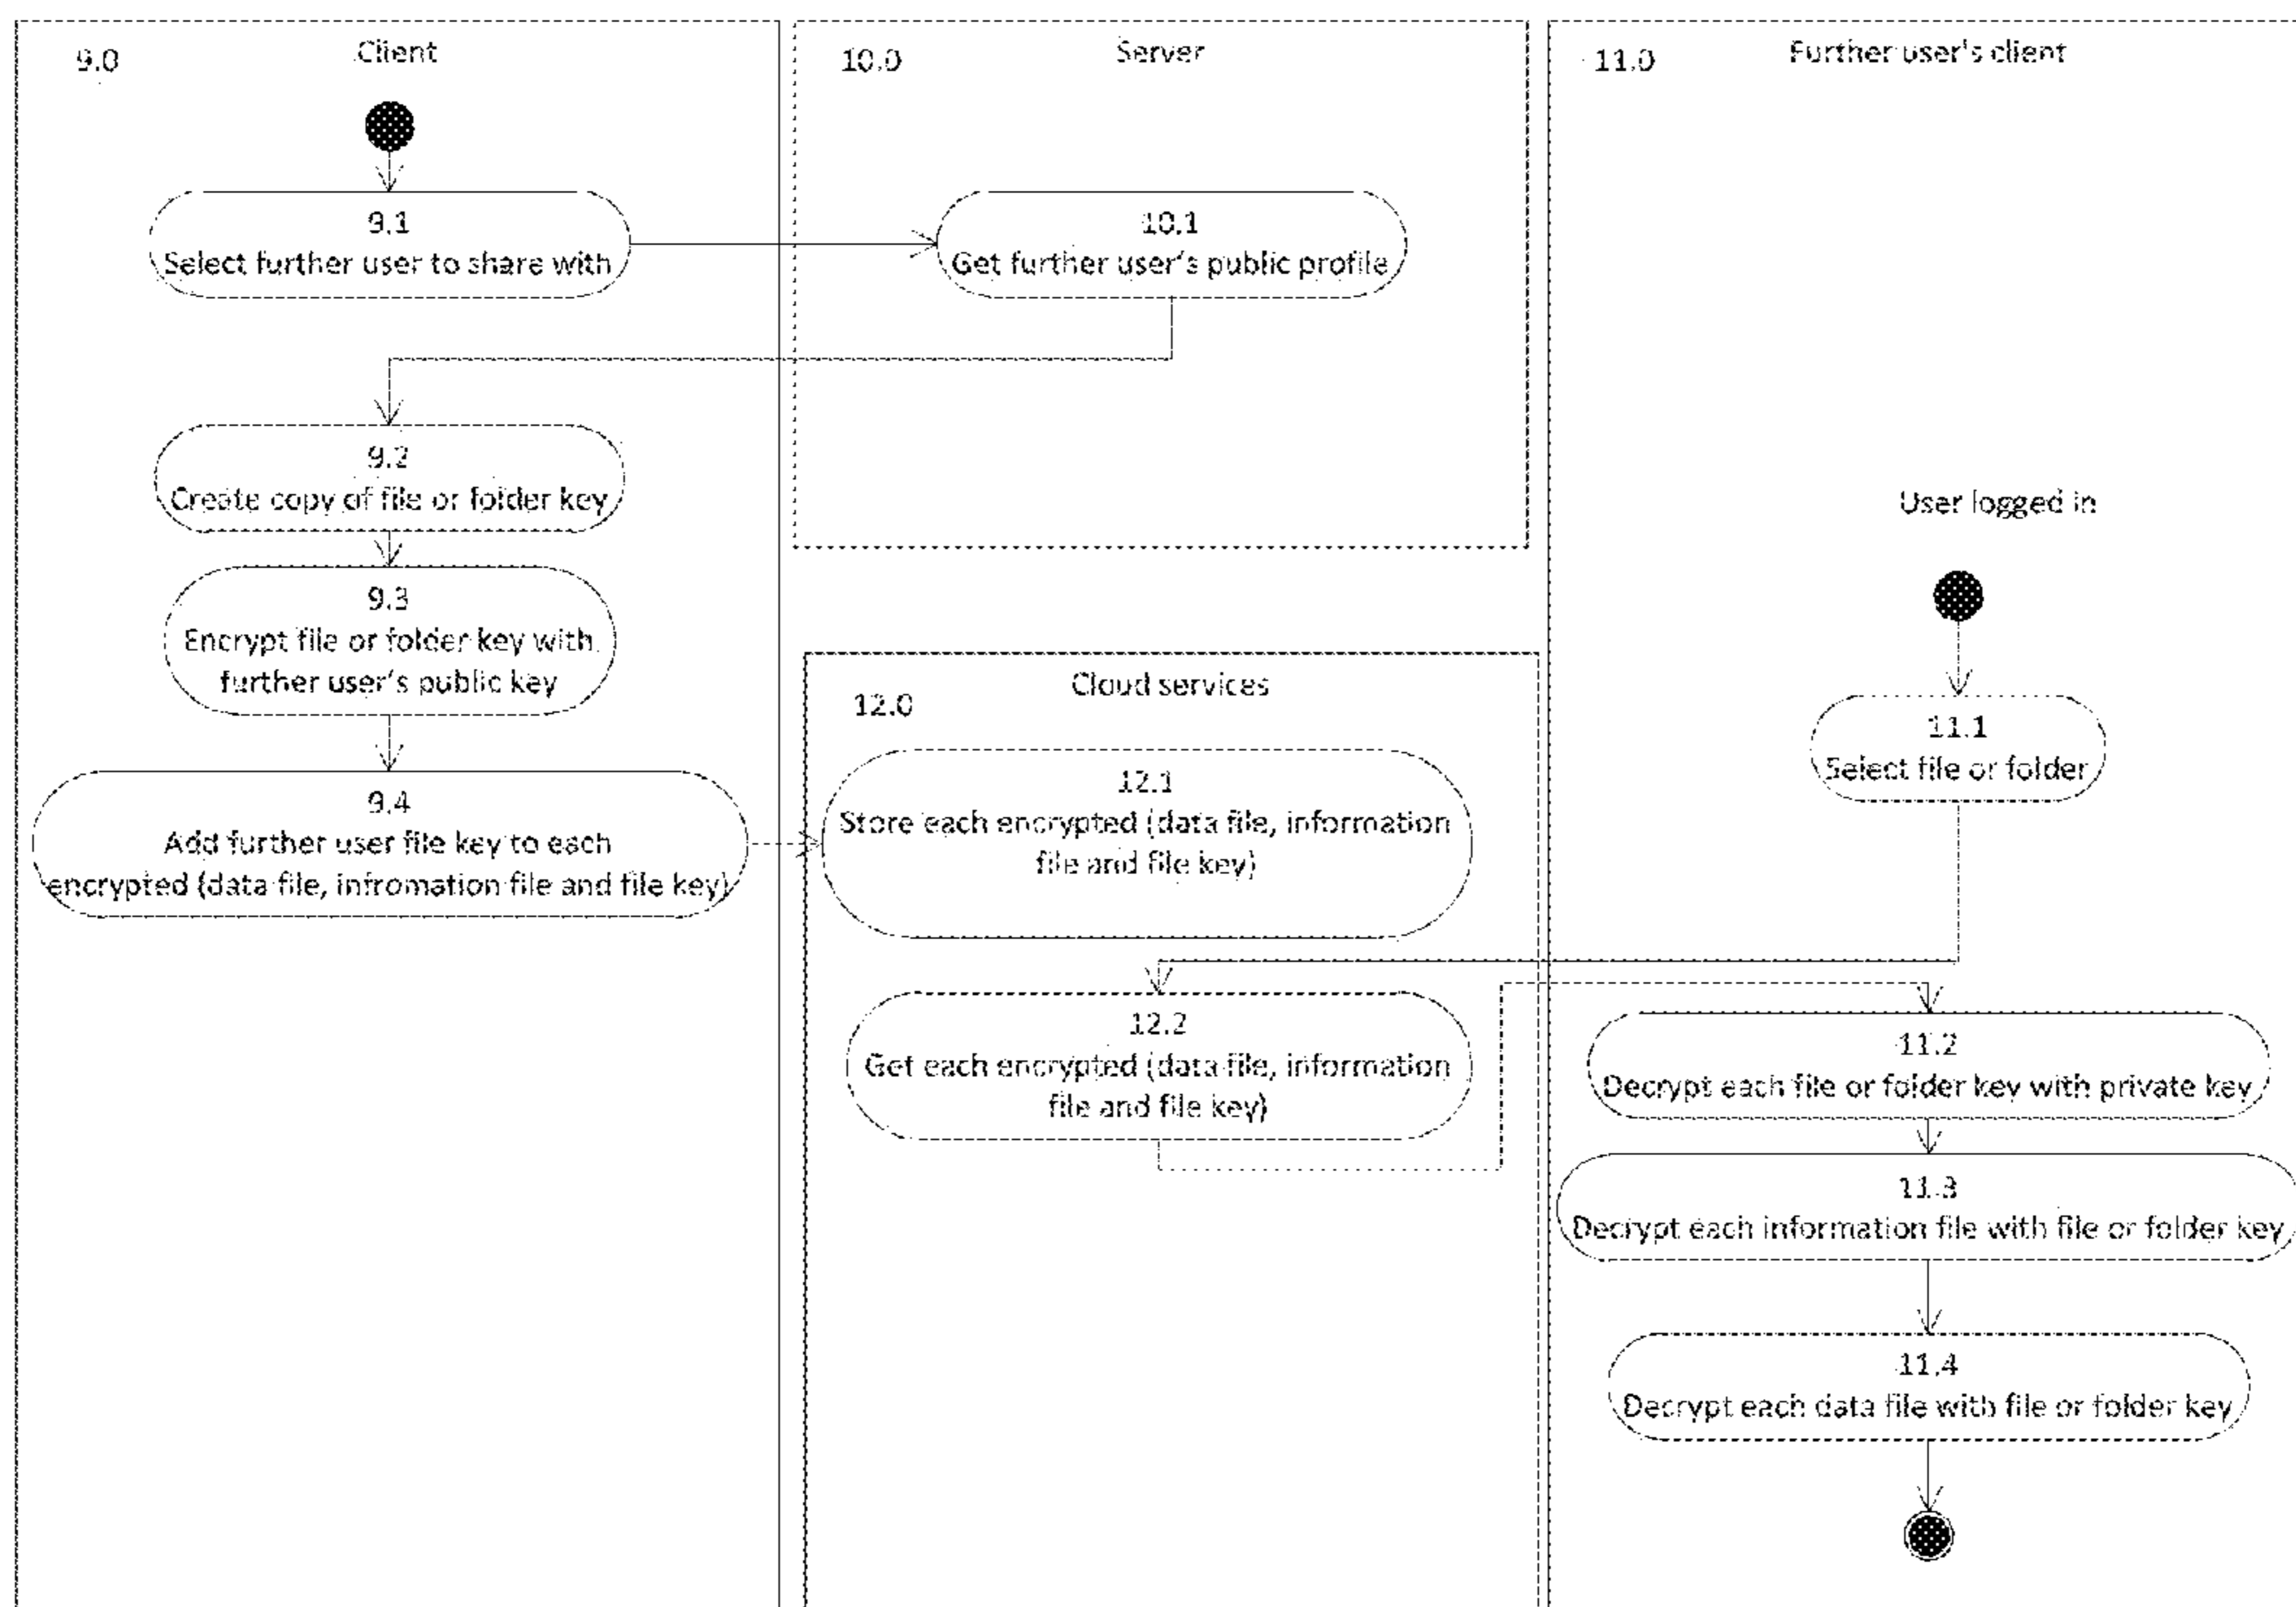 9.0
Client
9.1
Select further user to share with
9.2
Create copy of file or folder key
9.3
Encrypt file or folder key with
further user's public key
9.4
Add further user file key to each
encrypted (data file, infromation file and file key)
10.0
Server
10.1
Get further user's public profile
12.0
Cloud services
12.1
Store each encrypted (data file, information
file and file key)
12.2
Get each encrypted (data file, information
file and file key)
11.0
Further user's client
User logged in
11.1
Select file or folder
11.2
Decrypt each file or folder key with private key
11.3
Decrypt each information file with file or folder key
11.4
Decrypt each data file with file or folder key